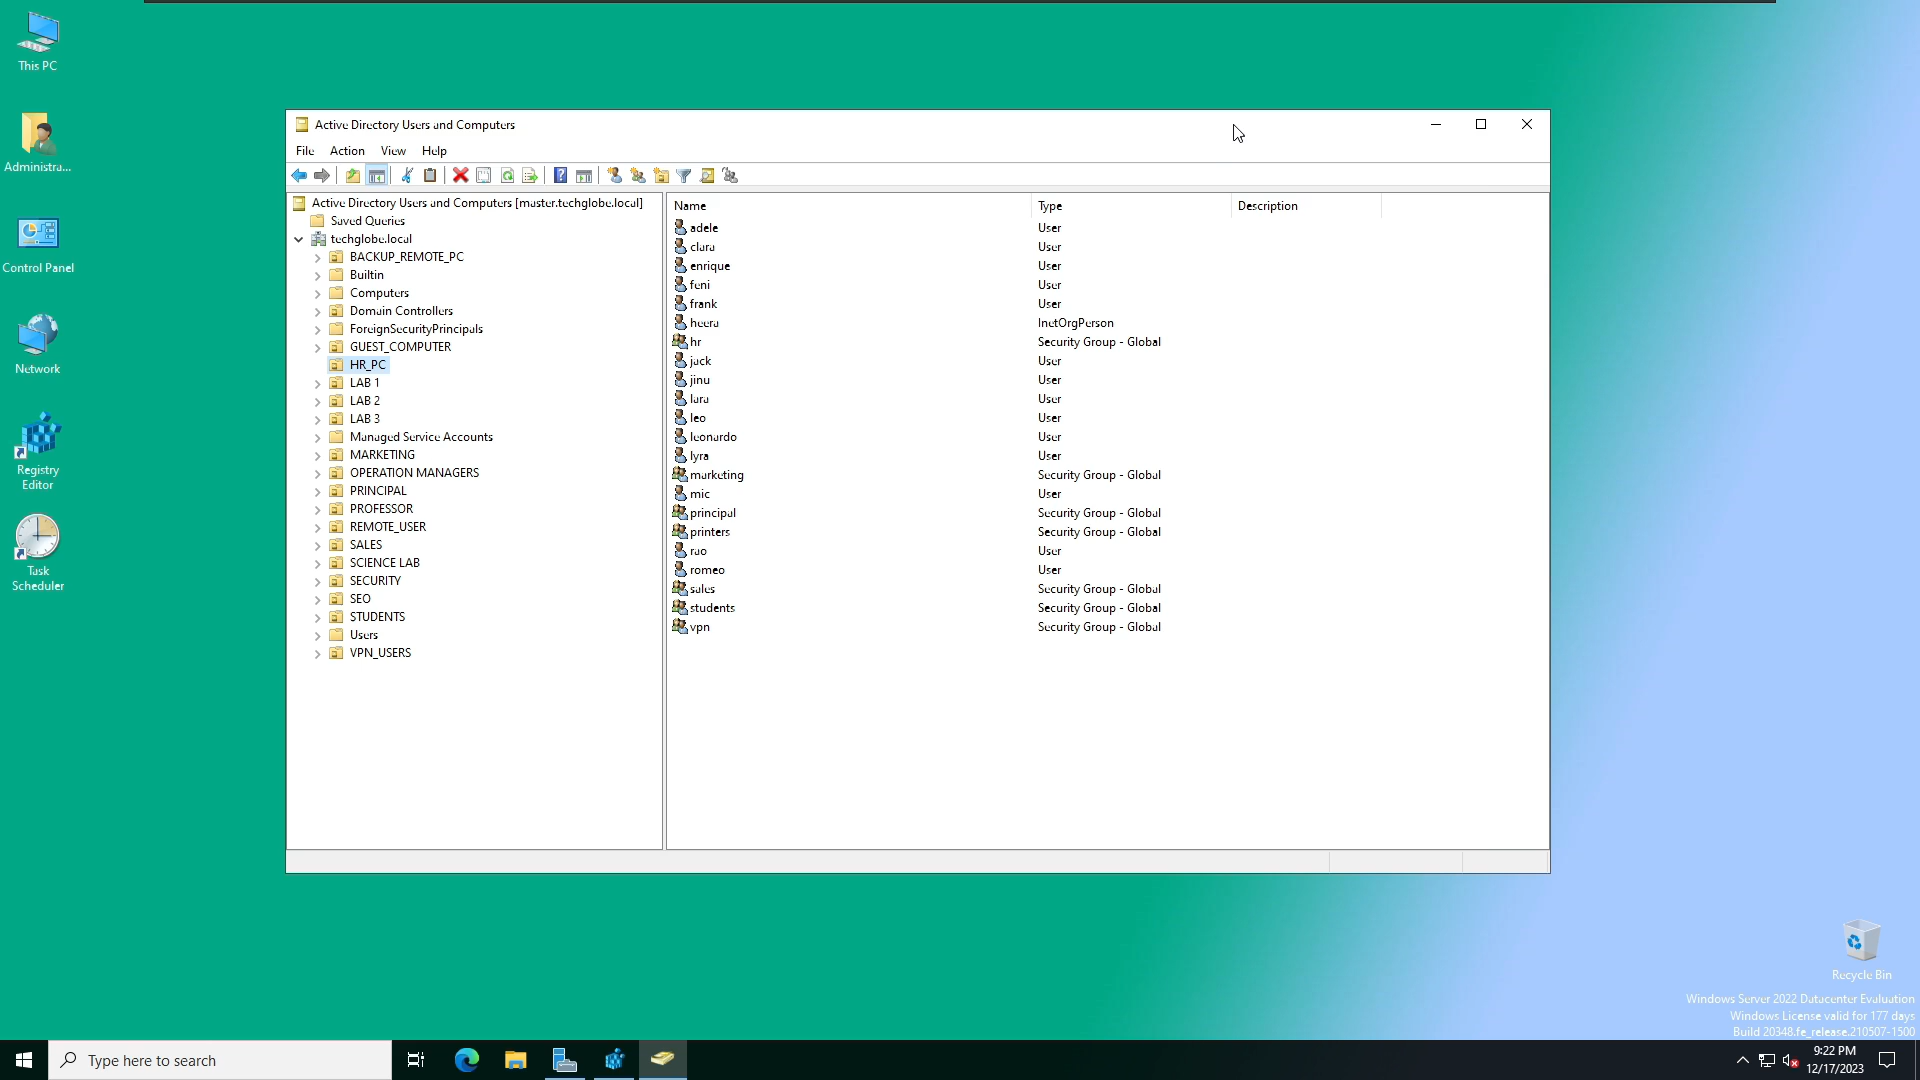 This PC
Administra...
Control Panel
Network
Registry
Editor
Task
Scheduler
Active Directory Users and Computers
File Action View Help
Active Directory Users and Computers [master.techglobe.local]
Saved Queries
techglobe.local
BACKUP_REMOTE_PC
Builtin
Computers
Domain Controllers
ForeignSecurityPrincipals
GUEST_COMPUTER
HR_PC
LAB 1
LAB 2
LAB 3
Managed Service Accounts
MARKETING
OPERATION MANAGERS
PRINCIPAL
PROFESSOR
REMOTE_USER
SALES
SCIENCE LAB
SECURITY
SEO
STUDENTS
Users
VPN_USERS
Name Type Description
adele User
clara User
enrique User
feni User
frank User
heera InetOrgPerson
hr Security Group - Global
jack User
jinu User
lara User
leo User
leonardo User
lyra User
marketing Security Group - Global
mic User
principal Security Group - Global
printers Security Group - Global
rao User
romeo User
sales Security Group - Global
students Security Group - Global
vpn Security Group - Global
Recycle Bin
Windows Server 2022 Datacenter Evaluation
Windows License valid for 177 days
Build 20348.fe_release.210507-1500
Type here to search
9:22 PM
12/17/2023